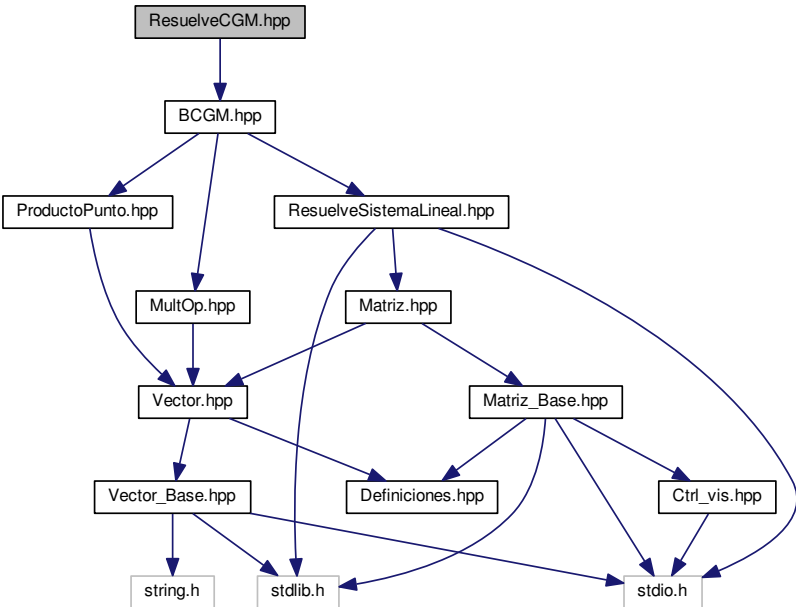 ResuelveCGM.hpp
BCGM.hpp
ProductoPunto.hpp
ResuelveSistemaLineal.hpp
MultOp.hpp
Matriz.hpp
Vector.hpp
Matriz_Base.hpp
Vector_Base.hpp
Definiciones.hpp
Ctrl_vis.hpp
string.h
stdlib.h
stdio.h